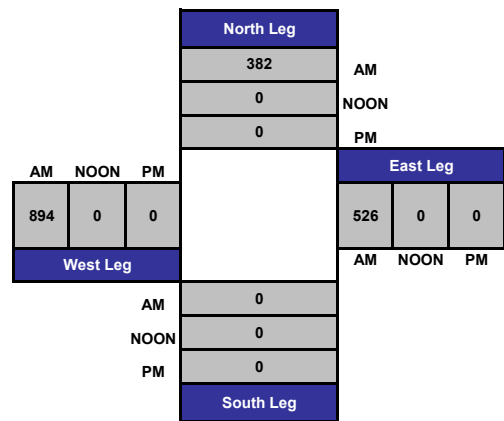 North Leg
382 AM
0 NOON
0 PM
AM NOON PM East Leg
894 0 0 526 0 0
West Leg AM NOON PM
AM 0
NOON 0
PM 0
South Leg